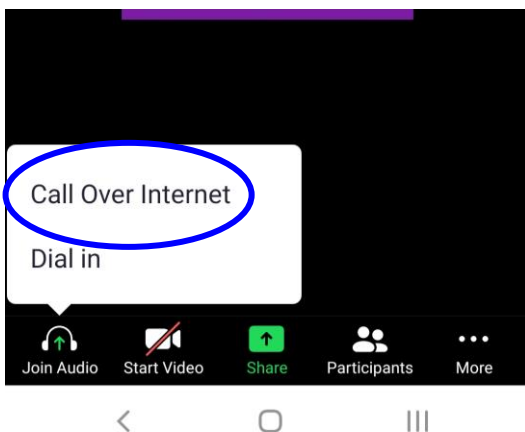 Call Over Internet
Dial in
Join Audio Start Video Share Participants More